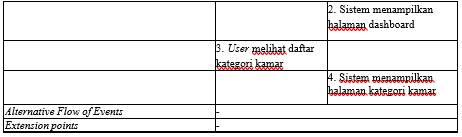 2. Sistem menampilkan
halaman dashboard
3. User melihat daftar
kategori kamar
4. Sistem menampilkan
halaman kategori kamar
Alternative Flow of Events
-
Extension points
-